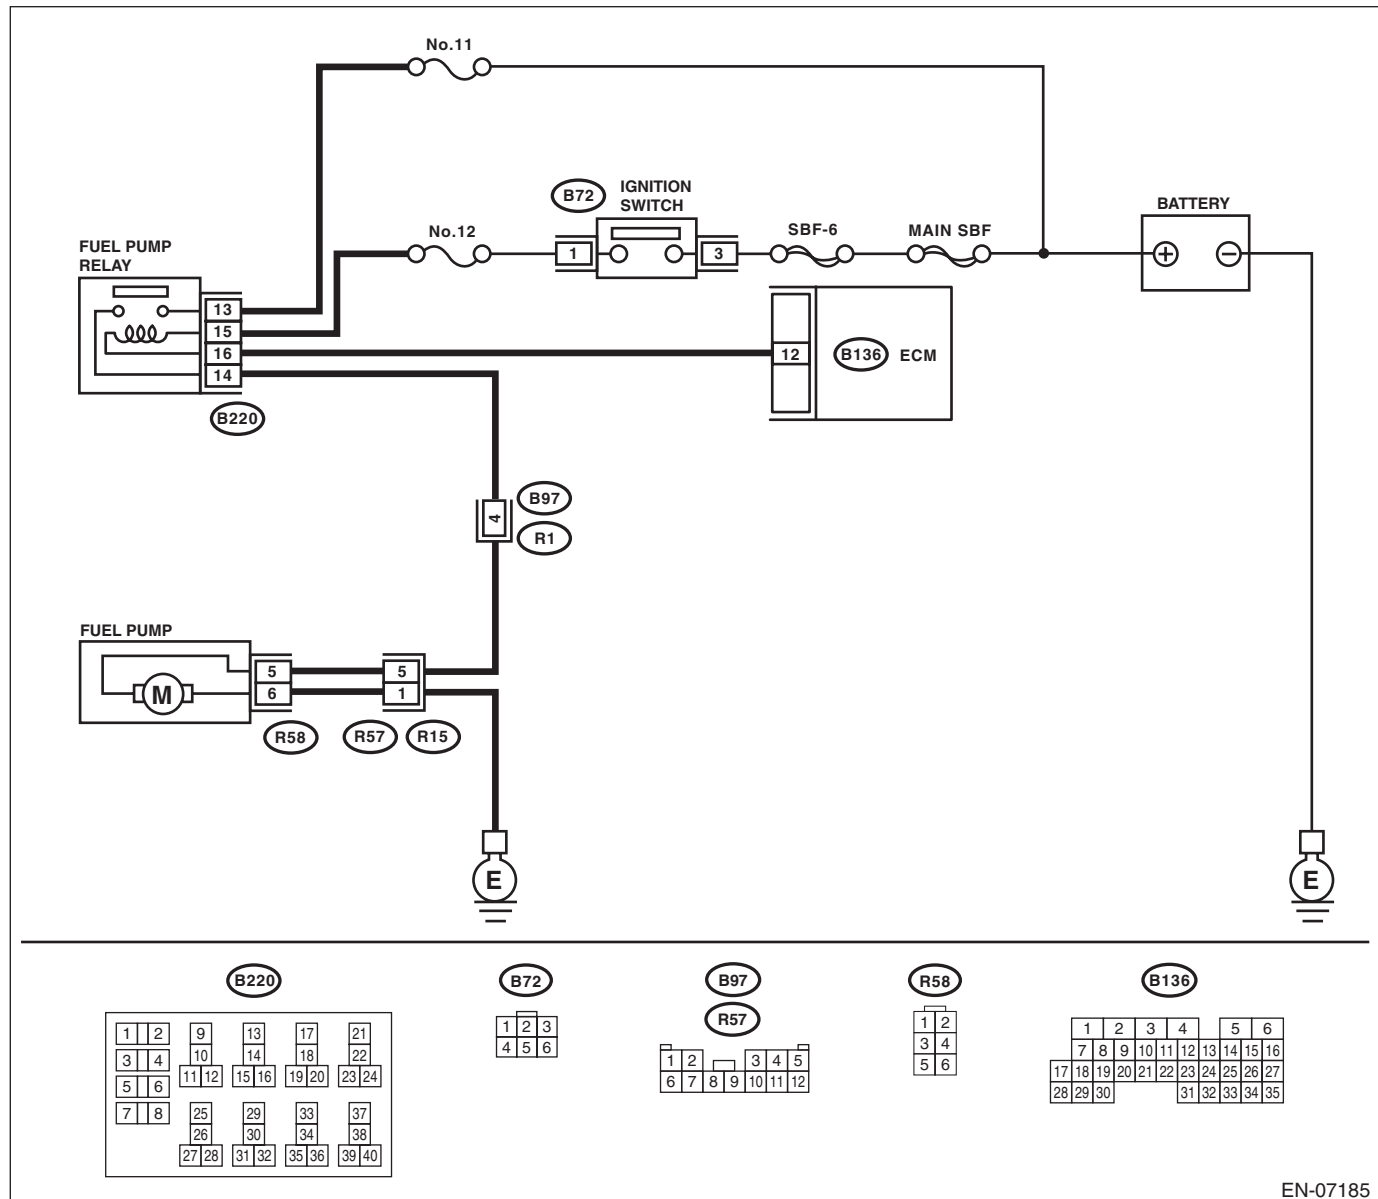 No.11
B72
IGNITION
SWITCH
BATTERY
No.12
1
3
SBF-6
MAIN SBF
+
−
FUEL PUMP
RELAY
13
15
16
14
B220
12
B136
ECM
4
B97
R1
FUEL PUMP
M
5
6
5
1
R58
R57
R15
E
E
B220
B72
B97
R57
R58
B136
1 2 9 13 17 21
3 4 10 14 18 22
5 6 11 12 15 16 19 20 23 24
7 8 25 29 33 37
26 30 34 38
27 28 31 32 35 36 39 40
1 2 3
4 5 6
1 2 3 4 5
6 7 8 9 10 11 12
1 2
3 4
5 6
1 2 3 4 5 6
7 8 9 10 11 12 13 14 15 16
17 18 19 20 21 22 23 24 25 26 27
28 29 30 31 32 33 34 35
EN-07185